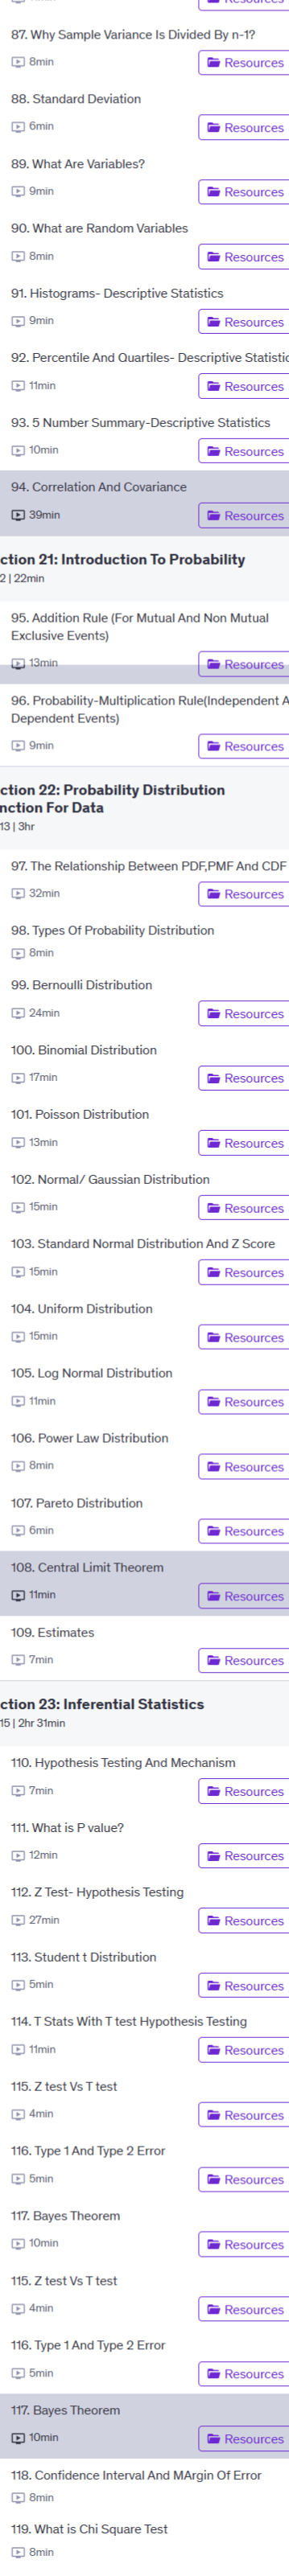 87. Why Sample Variance Is Divided By n-1?
8min
Resources
88. Standard Deviation
6min
Resources
89. What Are Variables?
9min
Resources
90. What are Random Variables
8min
Resources
91. Histograms- Descriptive Statistics
9min
Resources
92. Percentile And Quartiles- Descriptive Statistic
11min
Resources
93. 5 Number Summary-Descriptive Statistics
10min
Resources
94. Correlation And Covariance
39min
Resources
ction 21: Introduction To Probability
2 | 22min
95. Addition Rule (For Mutual And Non Mutual
Exclusive Events)
13min
Resources
96. Probability-Multiplication Rule(Independent A
Dependent Events)
9min
Resources
ction 22: Probability Distribution
nction For Data
13 | 3hr
97. The Relationship Between PDF,PMF And CDF
32min
Resources
98. Types Of Probability Distribution
8min
99. Bernoulli Distribution
24min
Resources
100. Binomial Distribution
17min
Resources
101. Poisson Distribution
13min
Resources
102. Normal/ Gaussian Distribution
15min
Resources
103. Standard Normal Distribution And Z Score
15min
Resources
104. Uniform Distribution
15min
Resources
105. Log Normal Distribution
11min
Resources
106. Power Law Distribution
8min
Resources
107. Pareto Distribution
6min
Resources
108. Central Limit Theorem
11min
Resources
109. Estimates
7min
Resources
ction 23: Inferential Statistics
15 | 2hr 31min
110. Hypothesis Testing And Mechanism
7min
Resources
111. What is P value?
12min
Resources
112. Z Test- Hypothesis Testing
27min
Resources
113. Student t Distribution
5min
Resources
114. T Stats With T test Hypothesis Testing
11min
Resources
115. Z test Vs T test
4min
Resources
116. Type 1 And Type 2 Error
5min
Resources
117. Bayes Theorem
10min
Resources
115. Z test Vs T test
4min
Resources
116. Type 1 And Type 2 Error
5min
Resources
117. Bayes Theorem
10min
Resources
118. Confidence Interval And MArgin Of Error
8min
119. What is Chi Square Test
8min